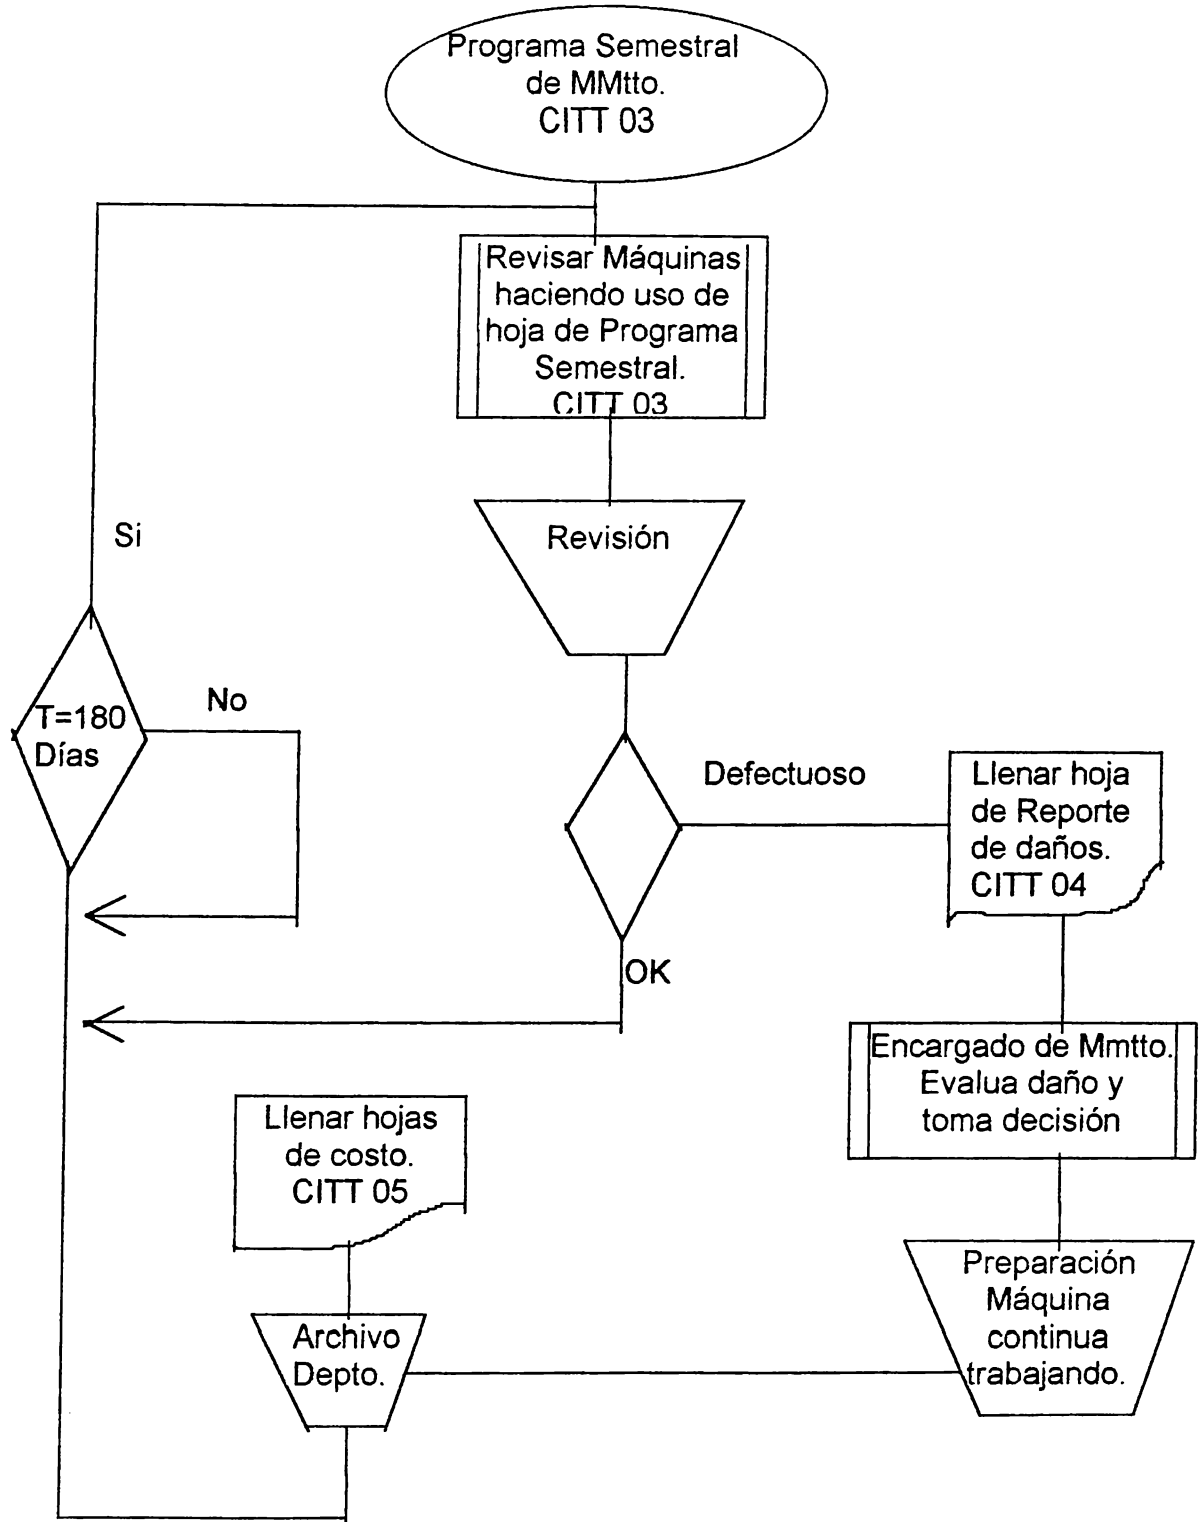 Programa Semestral
de MMtto.
CITT 03
Revisar Máquinas
haciendo uso de
hoja de Programa
Semestral.
CITT 03
Si
Revisión
No
T=180
Días
Defectuoso
Llenar hoja
de Reporte
de daños.
CITT 04
OK
Encargado de Mmtto.
Evalua daño y
toma decisión
Llenar hojas
de costo.
CITT 05
Preparación
Máquina
continua
trabajando.
Archivo
Depto.